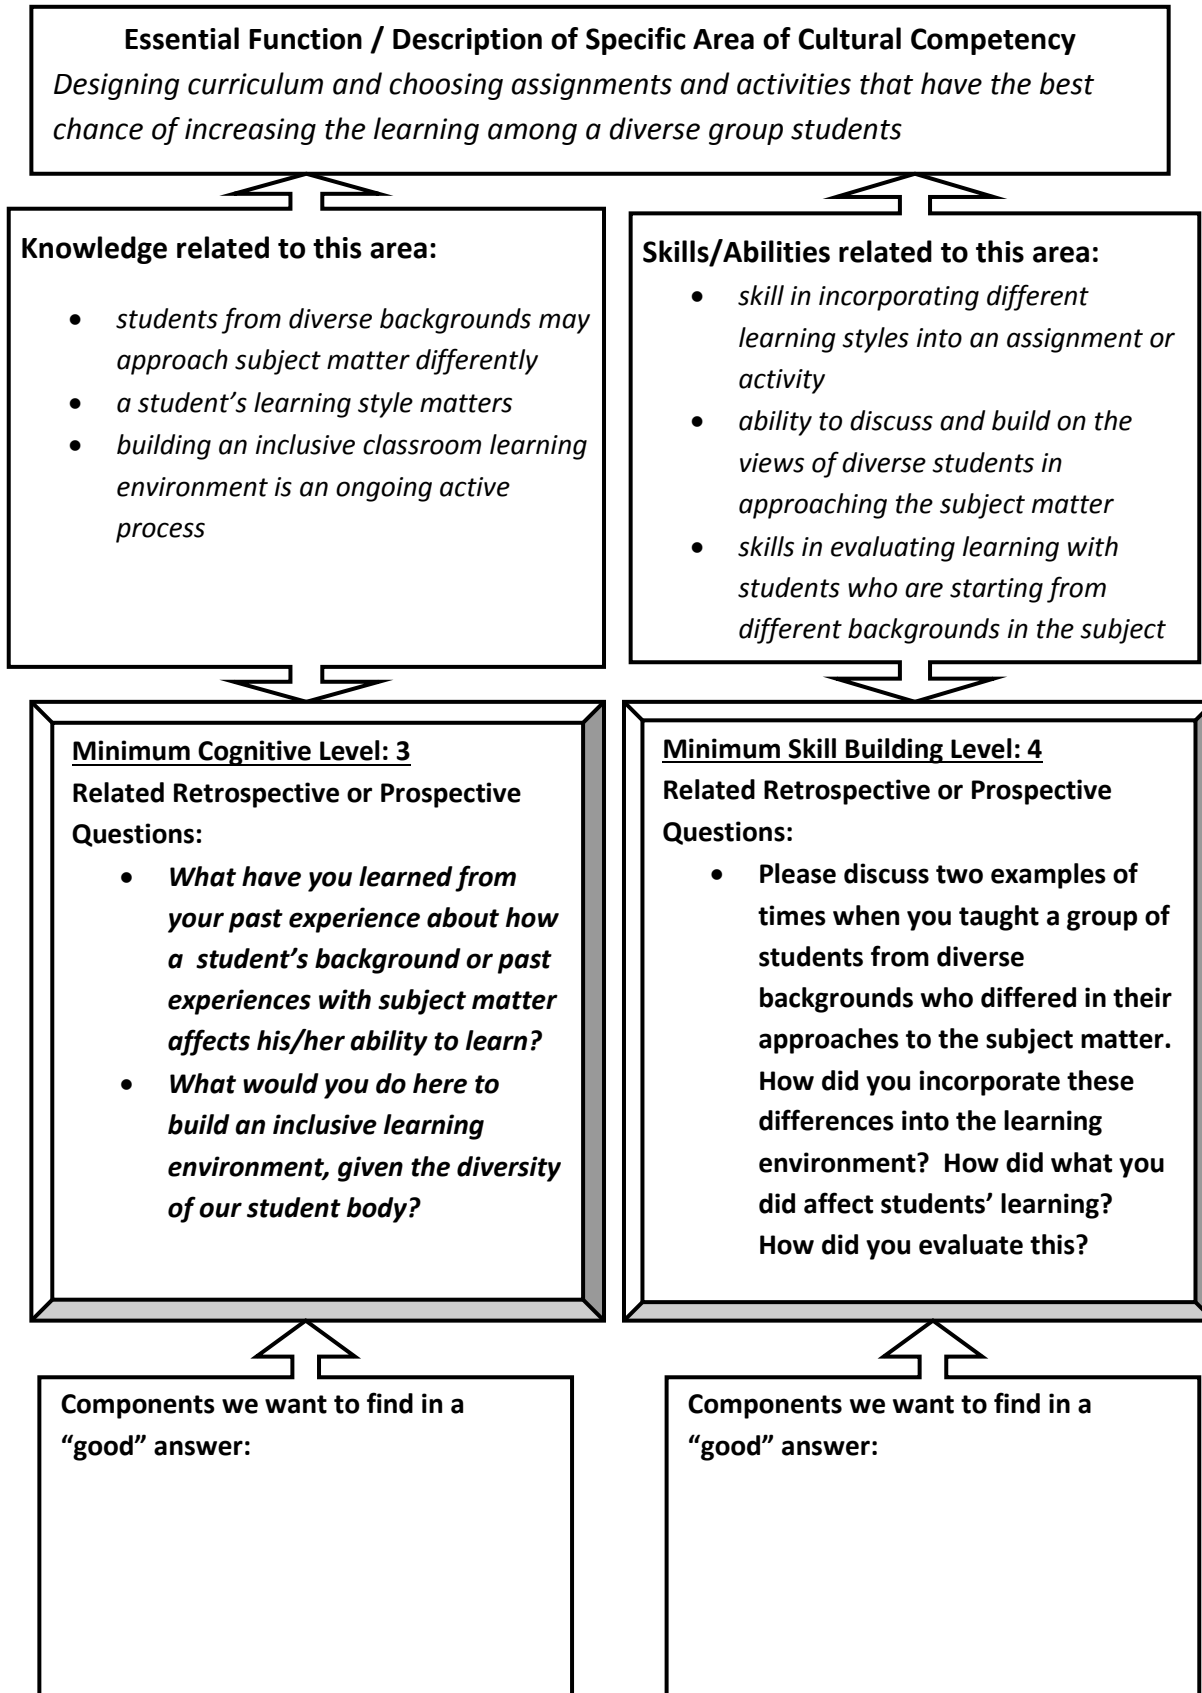 Essential Function / Description of Specific Area of Cultural Competency
Designing curriculum and choosing assignments and activities that have the best
chance of increasing the learning among a diverse group students
Knowledge related to this area:
• students from diverse backgrounds may
approach subject matter differently
• a student’s learning style matters
• building an inclusive classroom learning
environment is an ongoing active
process
Skills/Abilities related to this area:
• skill in incorporating different
learning styles into an assignment or
activity
• ability to discuss and build on the
views of diverse students in
approaching the subject matter
• skills in evaluating learning with
students who are starting from
different backgrounds in the subject
Minimum Cognitive Level: 3
Related Retrospective or Prospective
Questions:
• What have you learned from
your past experience about how
a student’s background or past
experiences with subject matter
affects his/her ability to learn?
• What would you do here to
build an inclusive learning
environment, given the diversity
of our student body?
Minimum Skill Building Level: 4
Related Retrospective or Prospective
Questions:
• Please discuss two examples of
times when you taught a group of
students from diverse
backgrounds who differed in their
approaches to the subject matter.
How did you incorporate these
differences into the learning
environment? How did what you
did affect students’ learning?
How did you evaluate this?
Components we want to find in a
“good” answer:
Components we want to find in a
“good” answer: